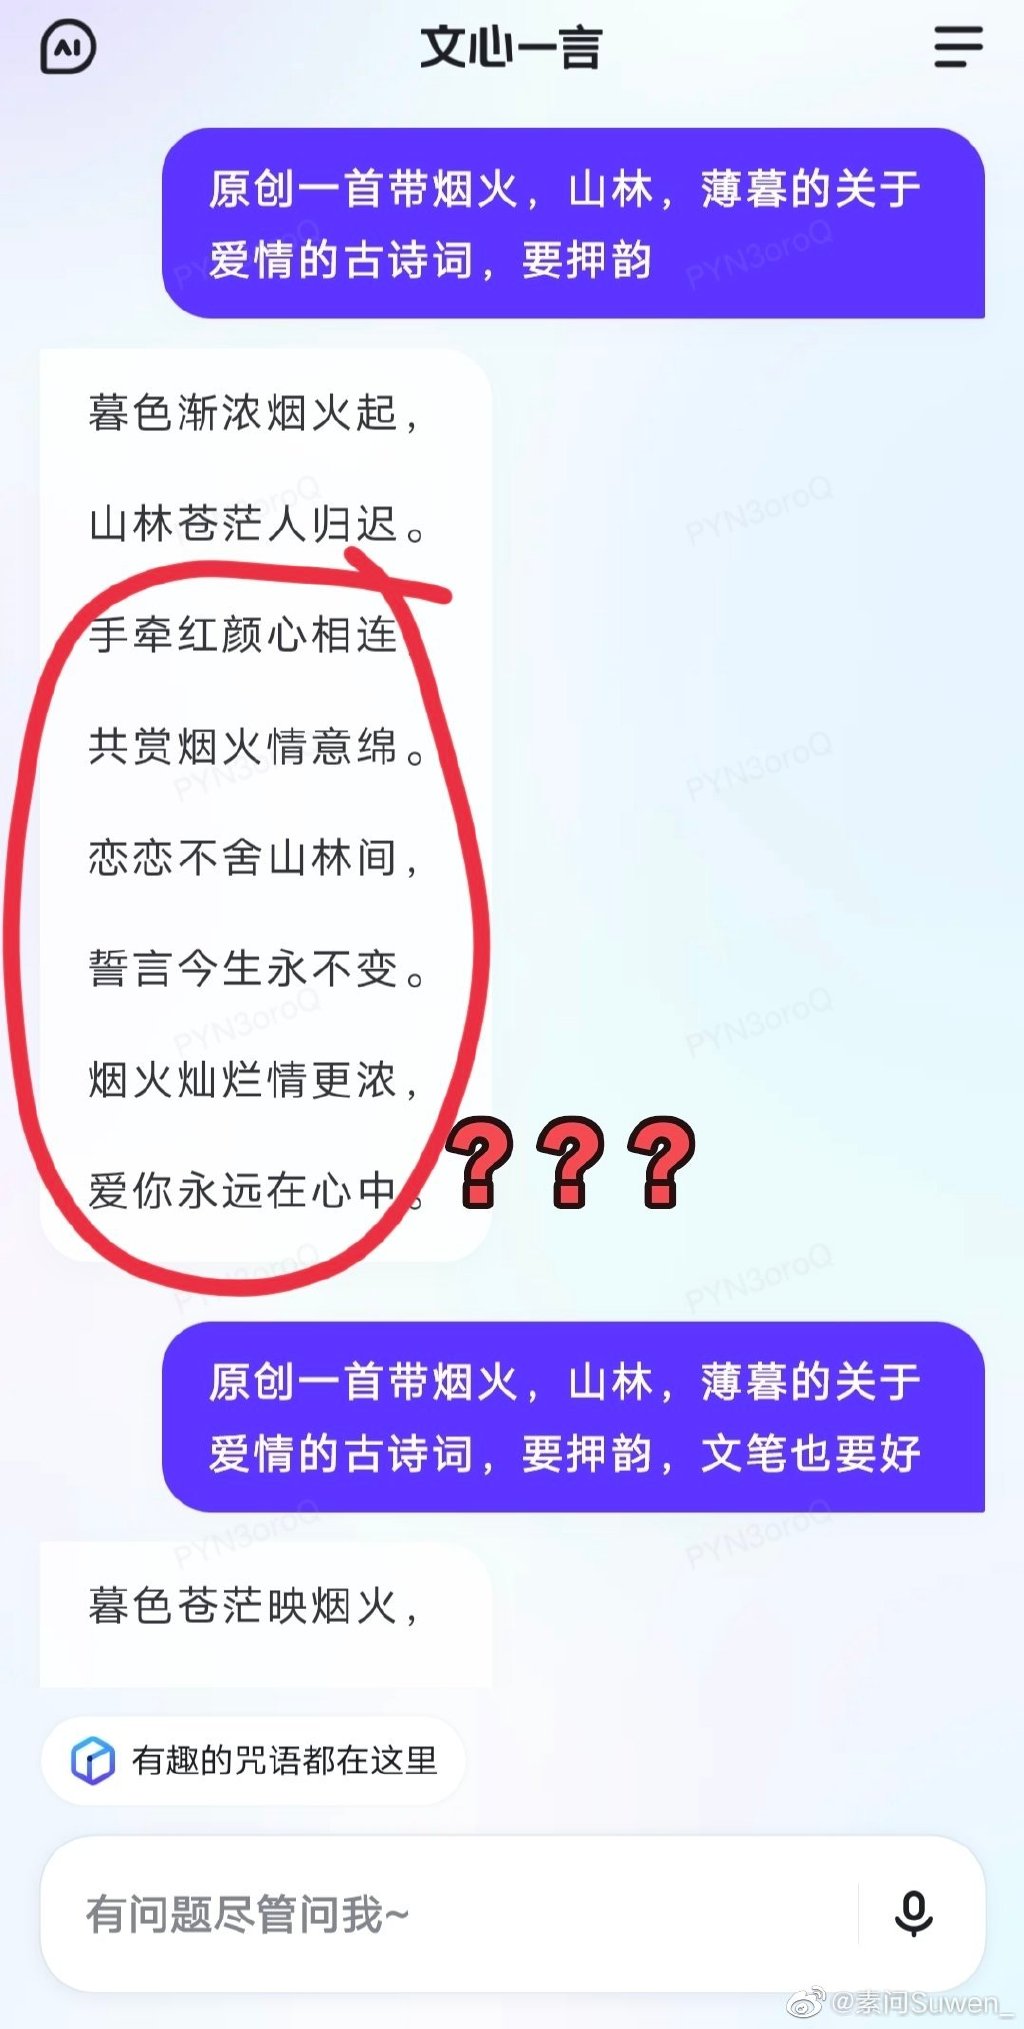 AI
文心一言
原创一首带烟火，山林，薄暮的关于
爱情的古诗词，要押韵
暮色渐浓烟火起，
山林苍茫人归迟。
手牵红颜心相连
共赏烟火情意绵。
恋恋不舍山林间，
誓言今生永不变。
烟火灿烂情更浓，
爱你永远在心中。
???
原创一首带烟火，山林，薄暮的关于
爱情的古诗词，要押韵，文笔也要好
暮色苍茫映烟火，
有趣的咒语都在这里
有问题尽管问我~
@素问Suwen_
PYN3oroQ